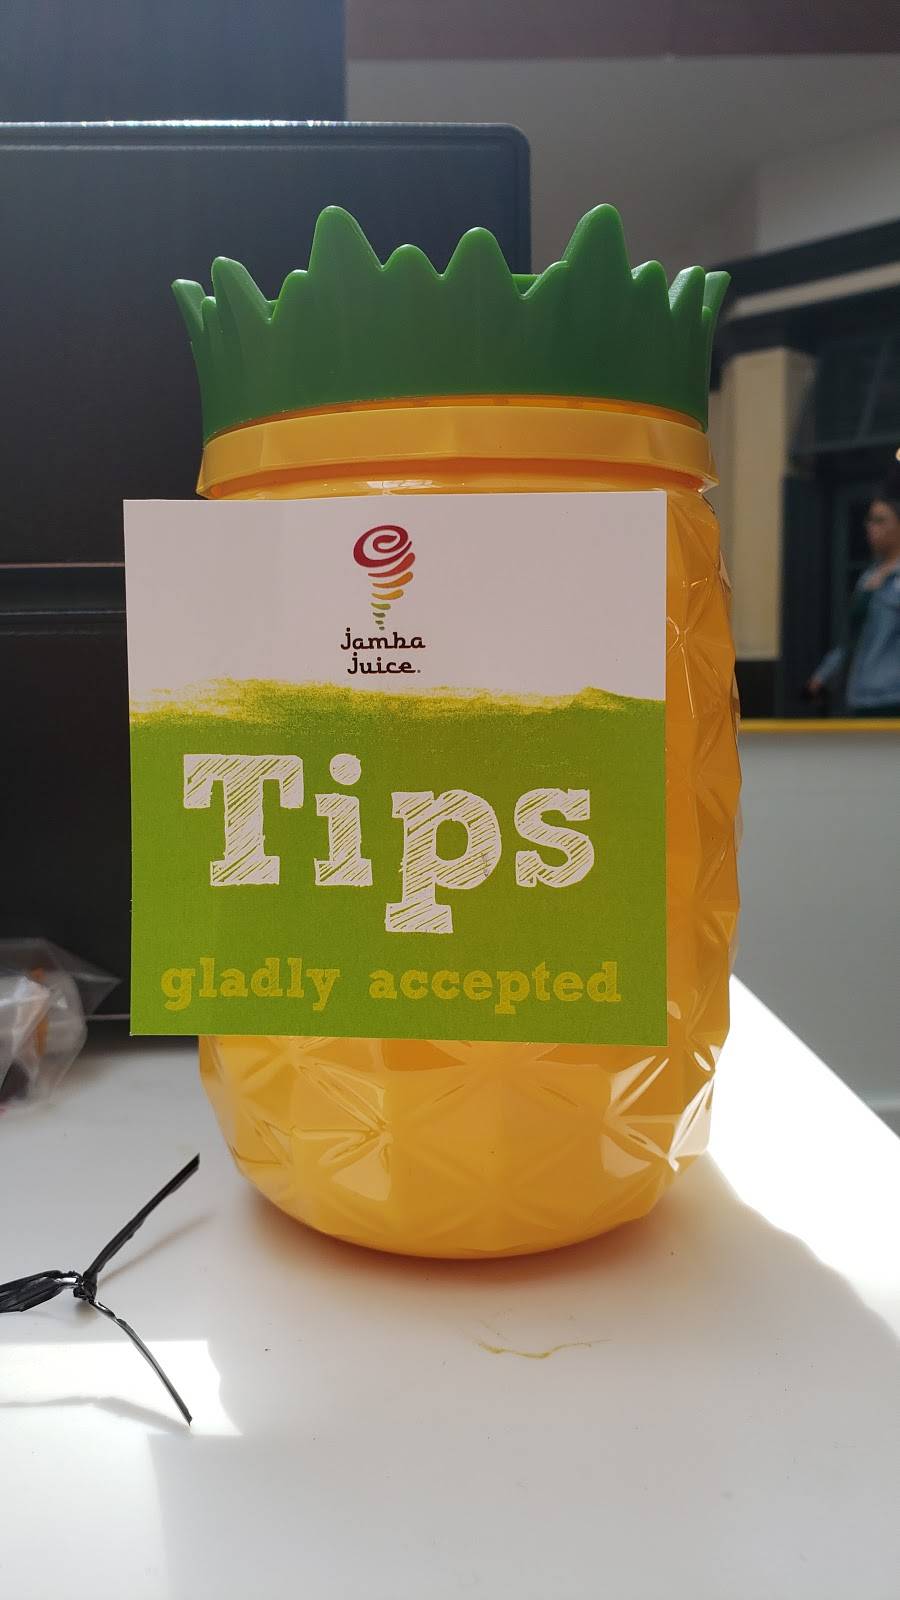 jamba
juice.
Tips
gladly accepted